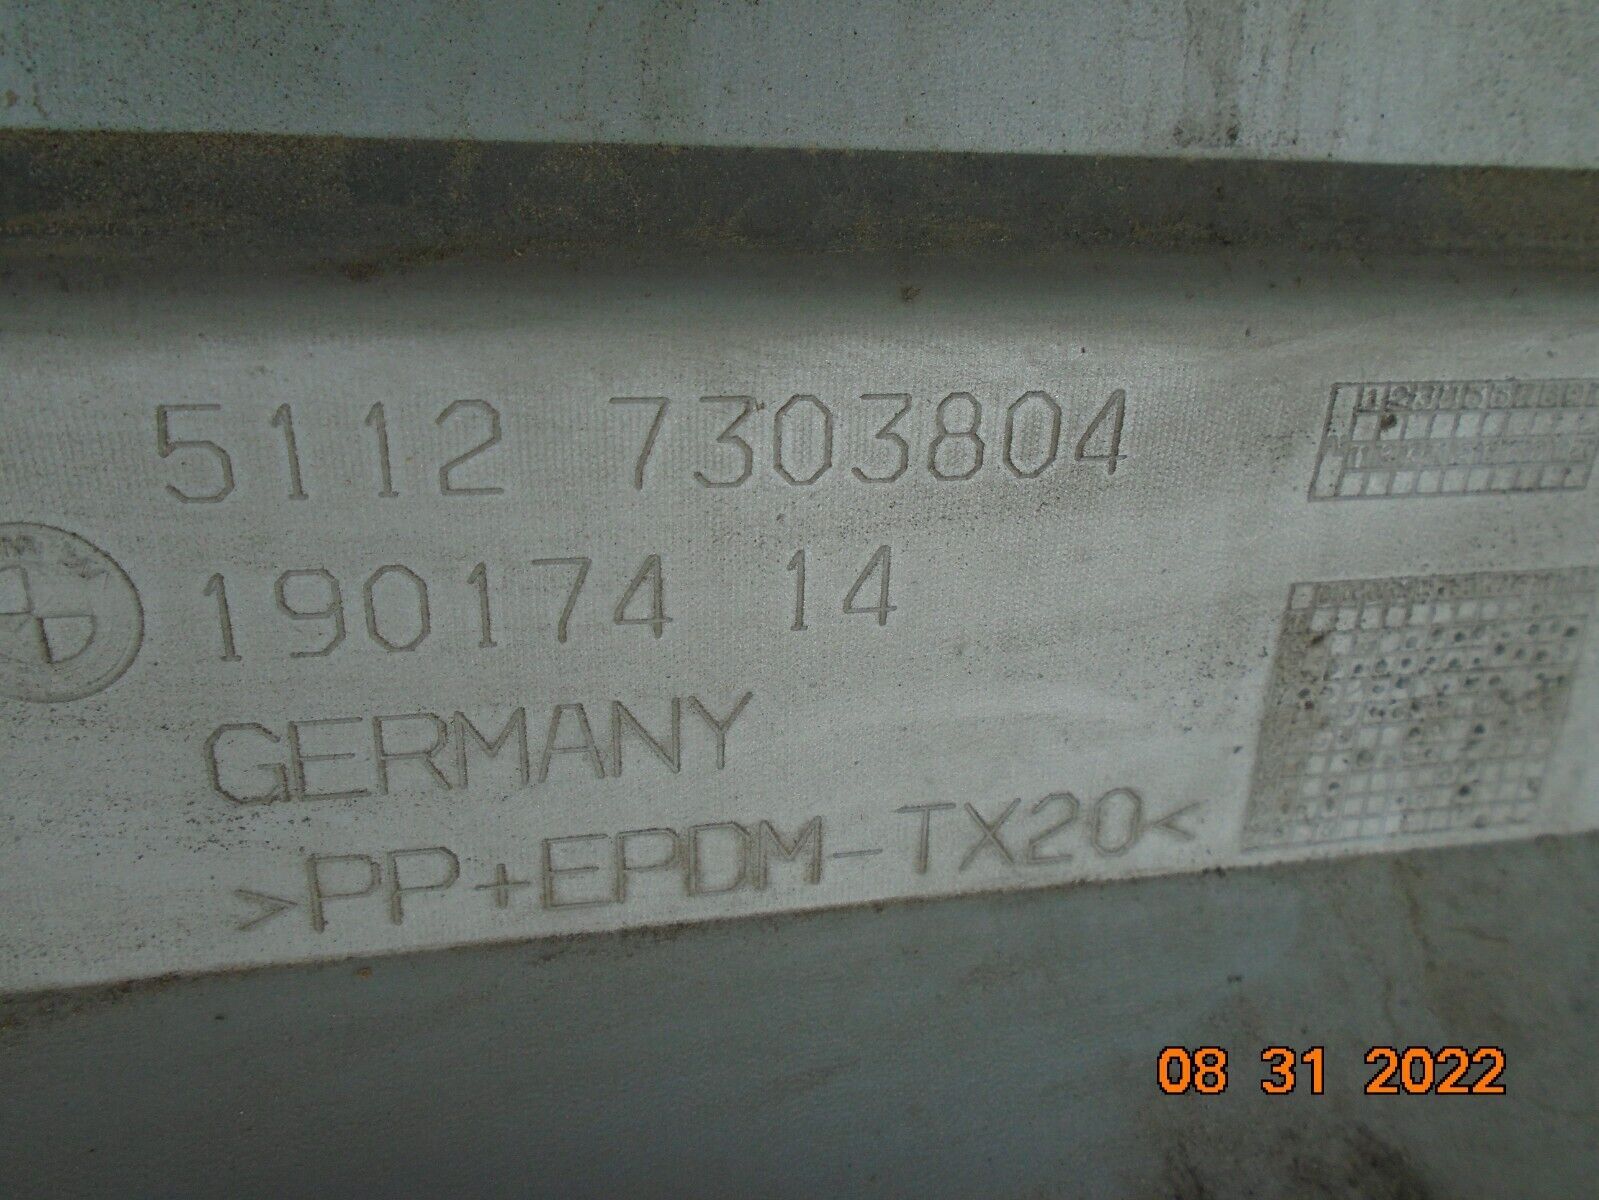 5112 7303804
190174 14
GERMANY
>PP+EPDM-TX20<
08 31 2022